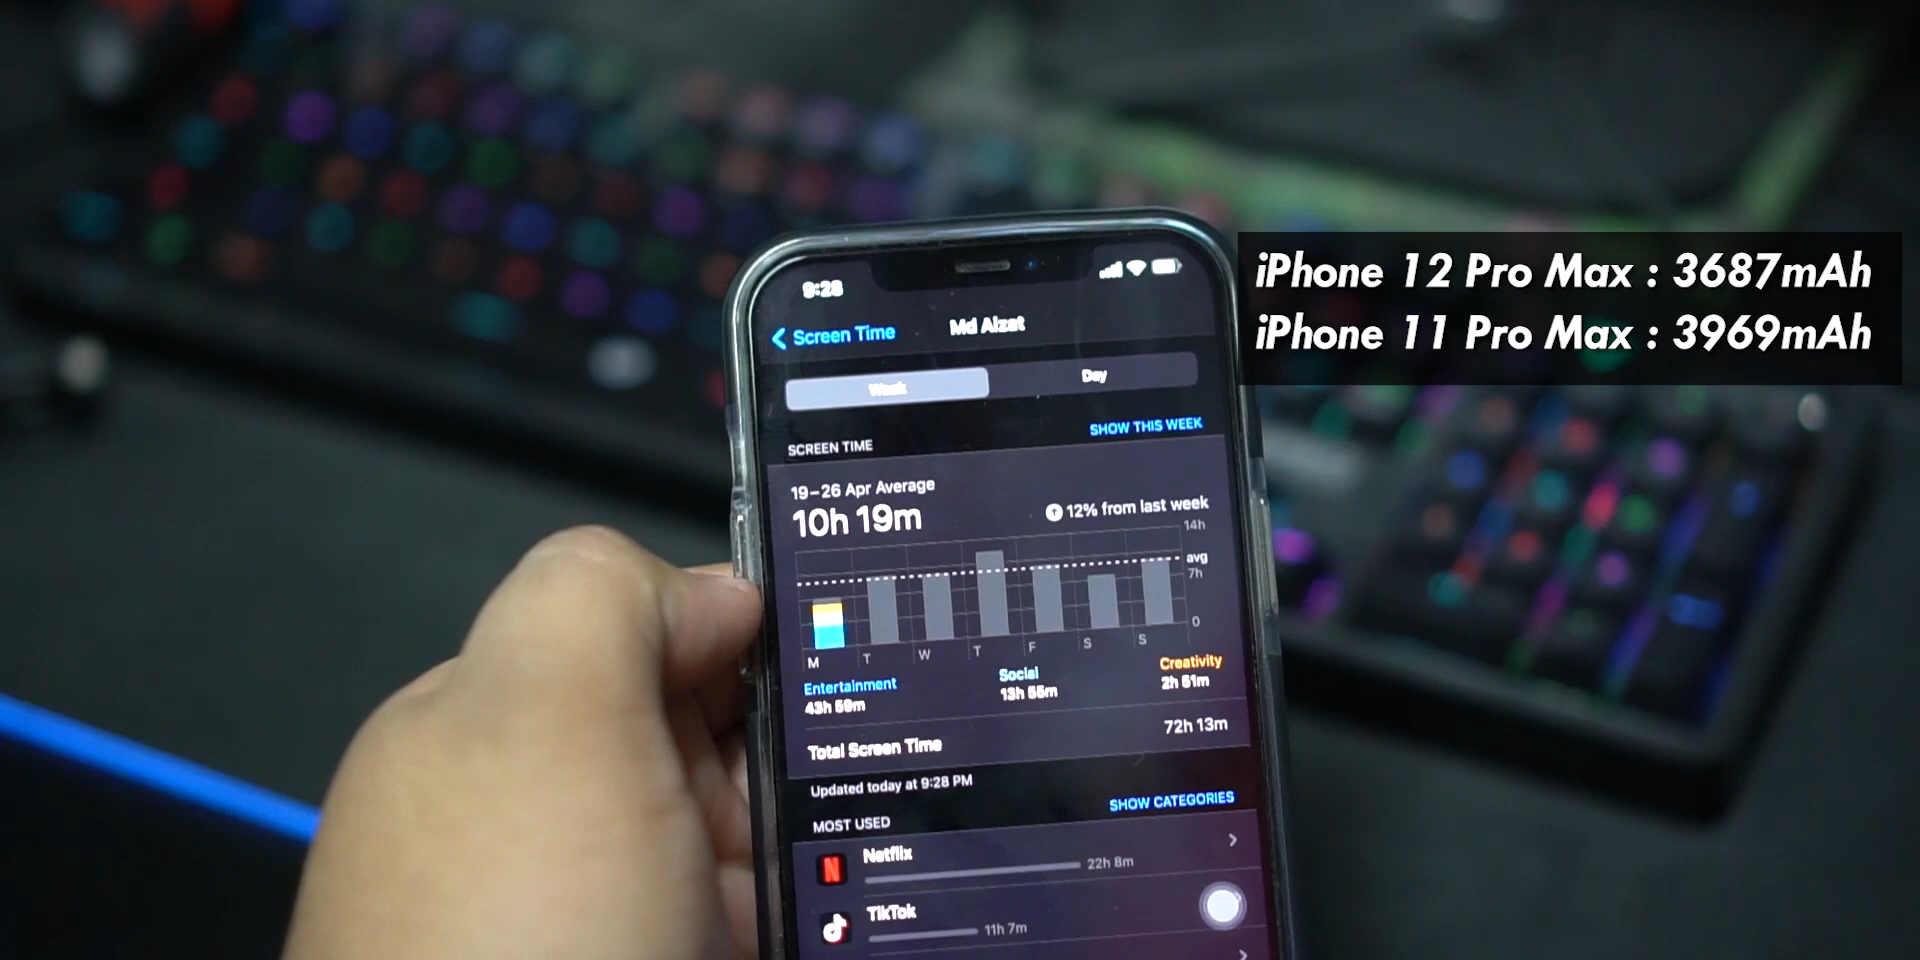 iPhone 12 Pro Max : 3687mAh
iPhone 11 Pro Max : 3969mAh
9:28
Screen Time
Md Aizat
Week
Day
SHOW THIS WEEK
SCREEN TIME
19–26 Apr Average
10h 19m
12% from last week
14h
avg
7h
0
M T W T F S S
Entertainment
43h 59m
Social
13h 55m
Creativity
2h 51m
Total Screen Time
72h 13m
Updated today at 9:28 PM
SHOW CATEGORIES
MOST USED
Netflix
22h 8m
TikTok
11h 7m